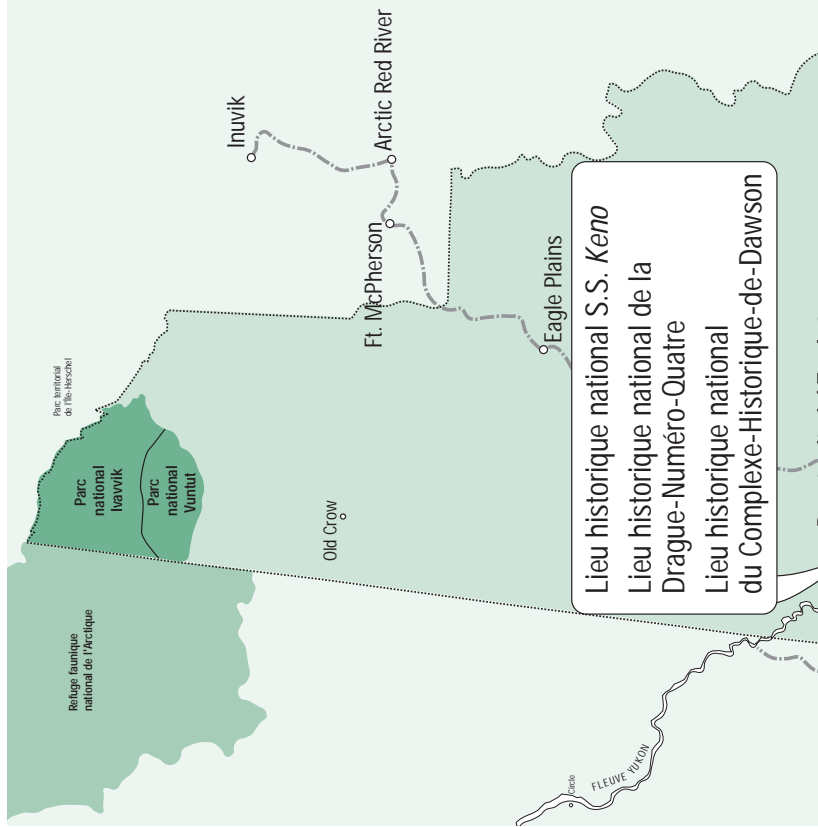 Parc territorial
de l'Île-Herschel
Parc
national
Ivavvik
Parc
national
Vuntut
Refuge faunique
national de l'Arctique
Old Crow
Inuvik
Arctic Red River
Ft. McPherson
Eagle Plains
Lieu historique national S.S. Keno
Lieu historique national de la
Drague-Numéro-Quatre
Lieu historique national
du Complexe-Historique-de-Dawson
Circle
FLEUVE YUKON